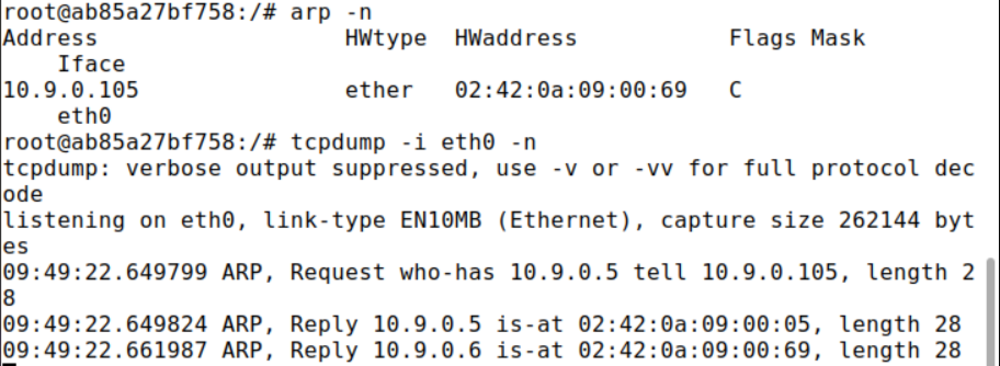 root@ab85a27bf758:/# arp -n
Address                  HWtype  HWaddress           Flags Mask
    Iface
10.9.0.105               ether   02:42:0a:09:00:69   C
    eth0
root@ab85a27bf758:/# tcpdump -i eth0 -n
tcpdump: verbose output suppressed, use -v or -vv for full protocol dec
ode
listening on eth0, link-type EN10MB (Ethernet), capture size 262144 byt
es
09:49:22.649799 ARP, Request who-has 10.9.0.5 tell 10.9.0.105, length 2
8
09:49:22.649824 ARP, Reply 10.9.0.5 is-at 02:42:0a:09:00:05, length 28
09:49:22.661987 ARP, Reply 10.9.0.6 is-at 02:42:0a:09:00:69, length 28